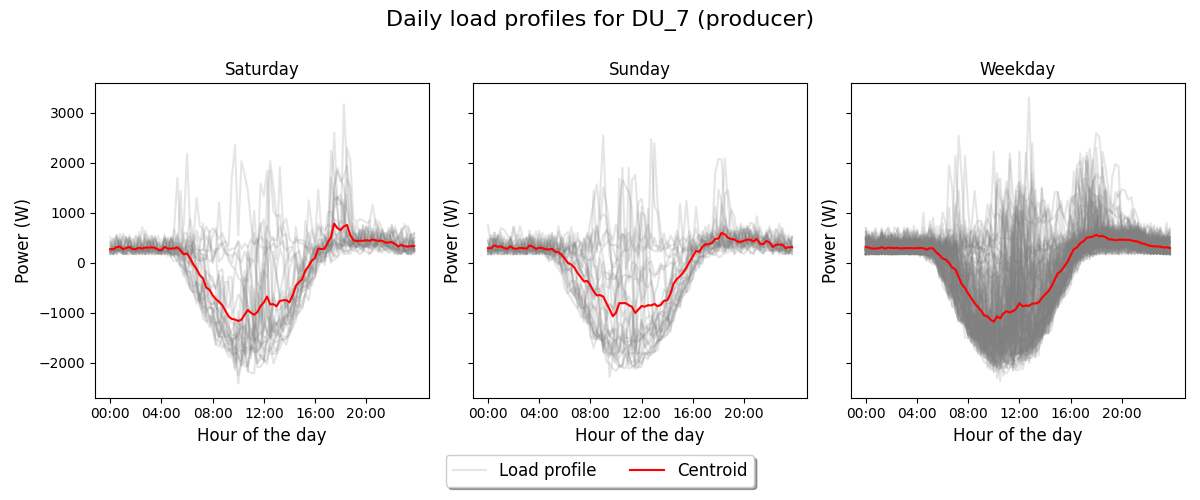 Daily load profiles for DU_7 (producer)
Saturday
Sunday
Weekday
Power (W)
3000
2000
1000
0
−1000
−2000
00:00 04:00 08:00 12:00 16:00 20:00
Hour of the day
Power (W)
00:00 04:00 08:00 12:00 16:00 20:00
Hour of the day
Power (W)
00:00 04:00 08:00 12:00 16:00 20:00
Hour of the day
Load profile
Centroid